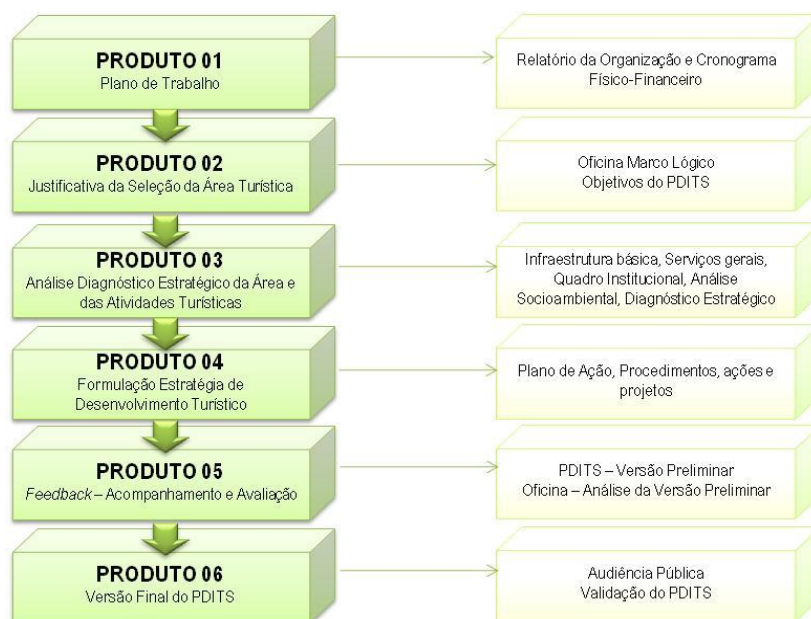 PRODUTO 01
Plano de Trabalho
Relatório da Organização e Cronograma
Físico-Financeiro
PRODUTO 02
Justificativa da Seleção da Área Turística
Oficina Marco Lógico
Objetivos do PDITS
PRODUTO 03
Análise Diagnóstico Estratégico da Área e
das Atividades Turísticas
Infraestrutura básica, Serviços gerais,
Quadro Institucional, Análise
Socioambiental, Diagnóstico Estratégico
PRODUTO 04
Formulação Estratégia de
Desenvolvimento Turístico
Plano de Ação, Procedimentos, ações e
projetos
PRODUTO 05
Feedback – Acompanhamento e Avaliação
PDITS – Versão Preliminar
Oficina – Análise da Versão Preliminar
PRODUTO 06
Versão Final do PDITS
Audiência Pública
Validação do PDITS